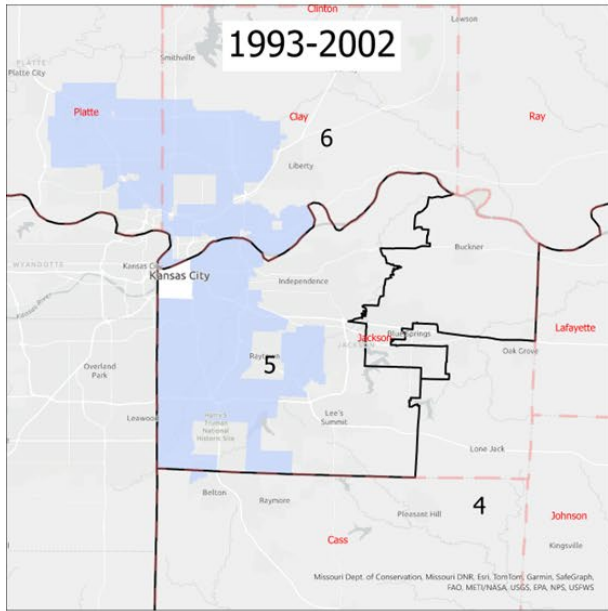 1993-2002
Clinton
Lawson
Smithville
PLATTE
Platte City
Platte
Clay
Ray
6
Liberty
WYANDOTTE
Kansas City
Kansas City
Independence
Buckner
Jackson
JACKSON
Blue Springs
Lafayette
Overland
Park
5
Oak Grove
Leawood
Harry S
Truman
National
Historic Site
Lee's
Summit
Lone Jack
Belton
Raymore
Pleasant Hill
4
Johnson
Cass
Kingsville
Missouri Dept. of Conservation, Missouri DNR, Esri, TomTom, Garmin, SafeGraph,
FAO, METI/NASA, USGS, EPA, NPS, USFWS